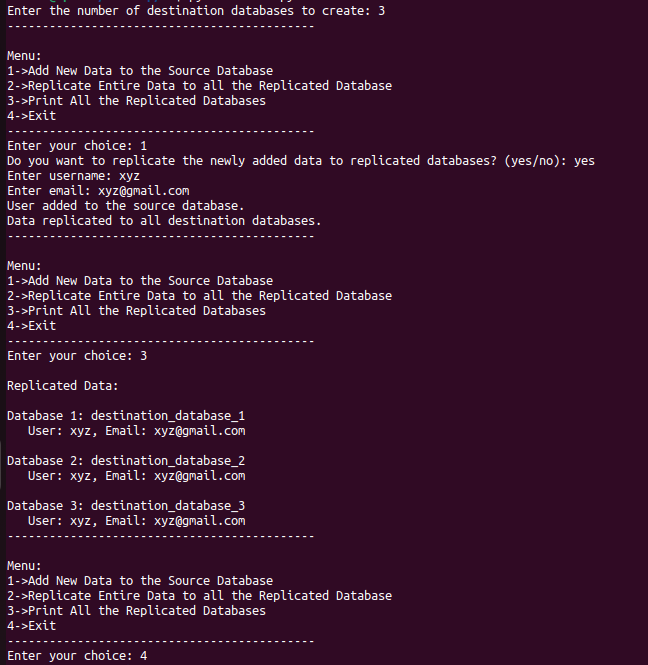 Enter the number of destination databases to create: 3
--------------------------------------------
Menu:
1->Add New Data to the Source Database
2->Replicate Entire Data to all the Replicated Database
3->Print All the Replicated Databases
4->Exit
--------------------------------------------
Enter your choice: 1
Do you want to replicate the newly added data to replicated databases? (yes/no): yes
Enter username: xyz
Enter email: xyz@gmail.com
User added to the source database.
Data replicated to all destination databases.
--------------------------------------------
Menu:
1->Add New Data to the Source Database
2->Replicate Entire Data to all the Replicated Database
3->Print All the Replicated Databases
4->Exit
--------------------------------------------
Enter your choice: 3
Replicated Data:
Database 1: destination_database_1
User: xyz, Email: xyz@gmail.com
Database 2: destination_database_2
User: xyz, Email: xyz@gmail.com
Database 3: destination_database_3
User: xyz, Email: xyz@gmail.com
--------------------------------------------
Menu:
1->Add New Data to the Source Database
2->Replicate Entire Data to all the Replicated Database
3->Print All the Replicated Databases
4->Exit
--------------------------------------------
Enter your choice: 4